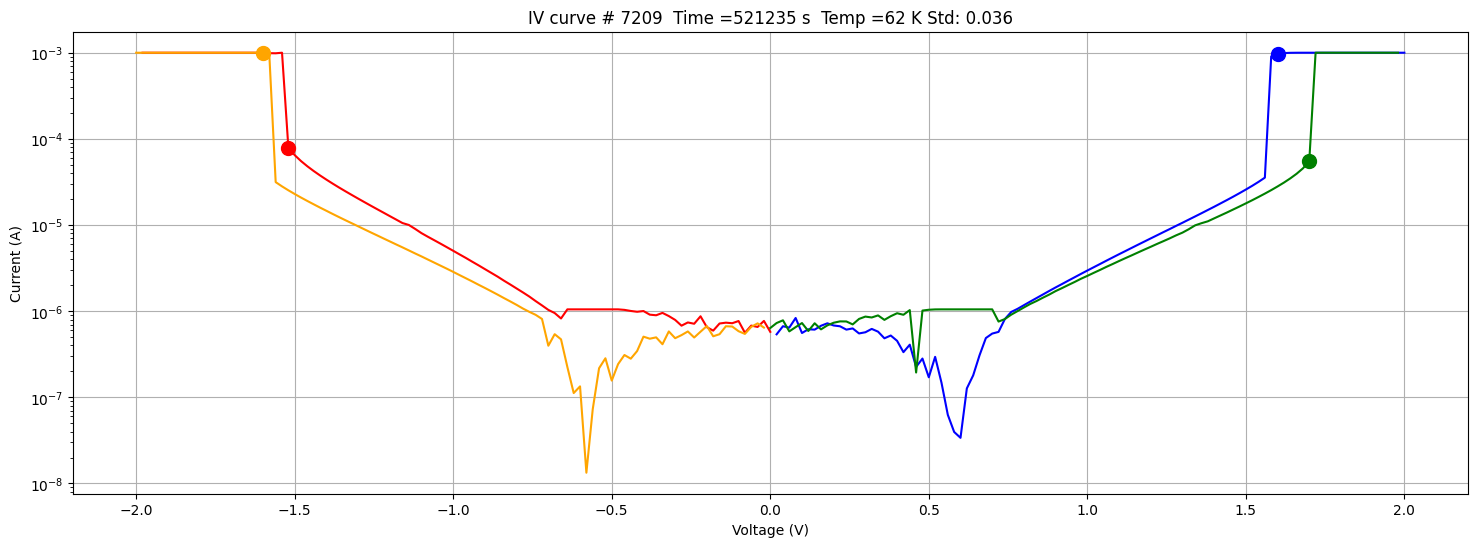 IV curve # 7209  Time =521235 s  Temp =62 K Std: 0.036
10⁻³
10⁻⁴
10⁻⁵
10⁻⁶
10⁻⁷
10⁻⁸
Current (A)
−2.0 −1.5 −1.0 −0.5 0.0 0.5 1.0 1.5 2.0
Voltage (V)